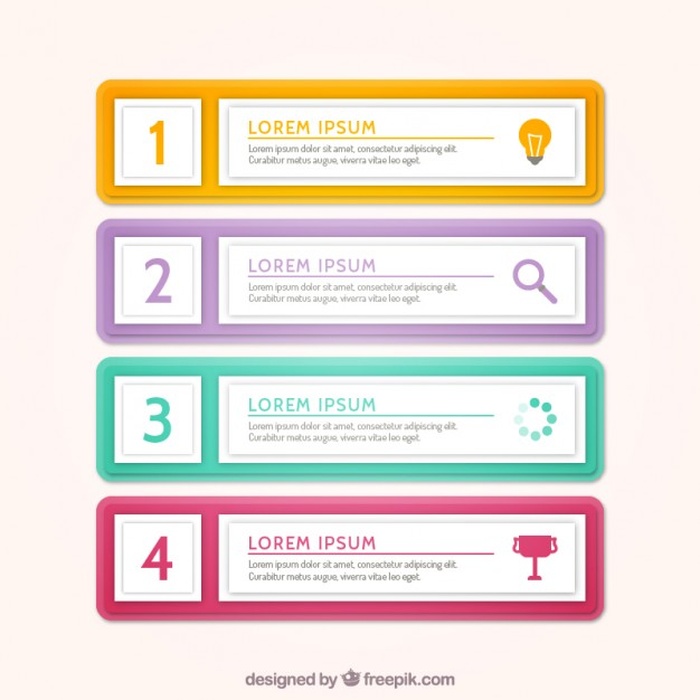 1
LOREM IPSUM
Lorem ipsum dolor sit amet, consectetur adipiscing elit.
Curabitur metus augue, viverra vitae leo eget.
2
LOREM IPSUM
Lorem ipsum dolor sit amet, consectetur adipiscing elit.
Curabitur metus augue, viverra vitae leo eget.
3
LOREM IPSUM
Lorem ipsum dolor sit amet, consectetur adipiscing elit.
Curabitur metus augue, viverra vitae leo eget.
4
LOREM IPSUM
Lorem ipsum dolor sit amet, consectetur adipiscing elit.
Curabitur metus augue, viverra vitae leo eget.
designed by freepik.com